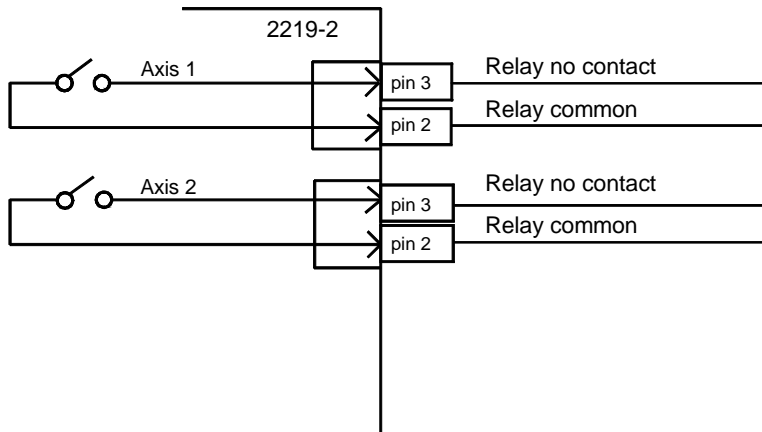 2219-2
Axis 1
pin 3
Relay no contact
pin 2
Relay common
Axis 2
pin 3
Relay no contact
pin 2
Relay common